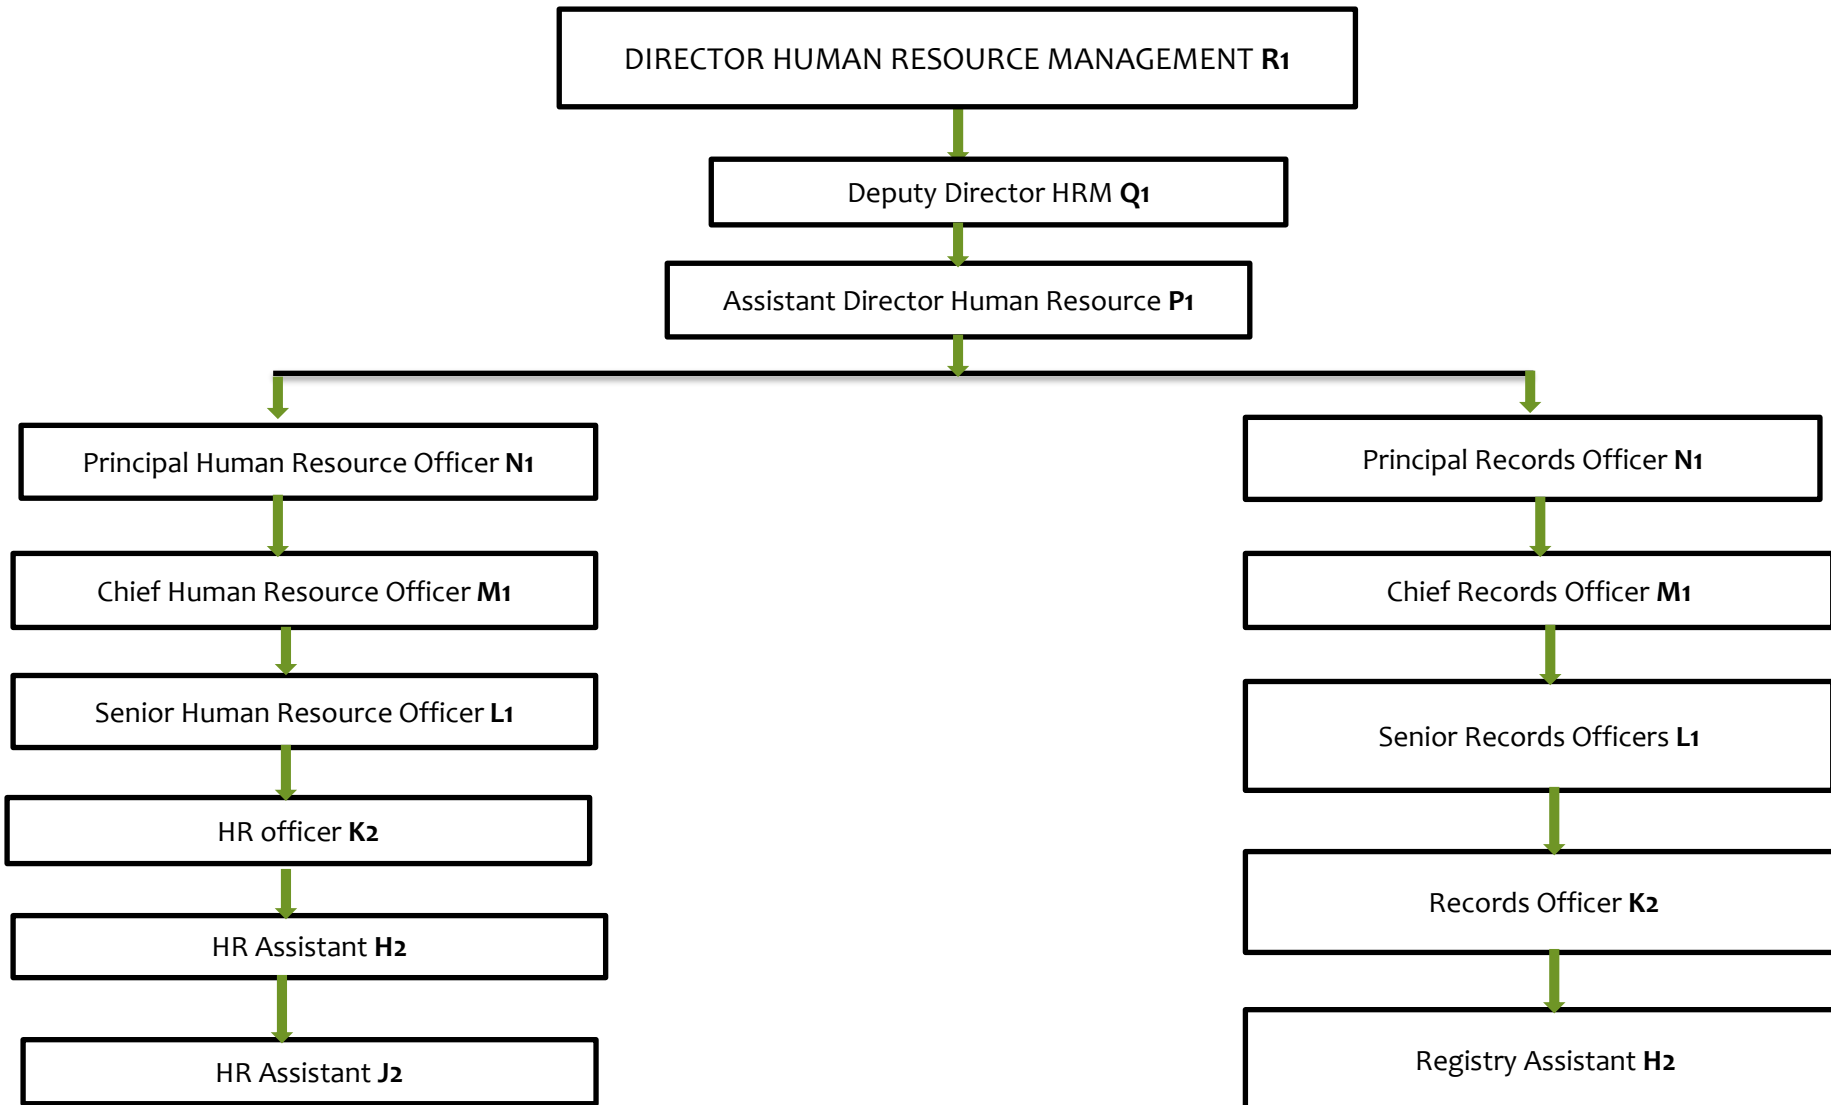 DIRECTOR HUMAN RESOURCE MANAGEMENT R1
Deputy Director HRM Q1
Assistant Director Human Resource P1
Principal Human Resource Officer N1
Chief Human Resource Officer M1
Senior Human Resource Officer L1
HR officer K2
HR Assistant H2
HR Assistant J2
Principal Records Officer N1
Chief Records Officer M1
Senior Records Officers L1
Records Officer K2
Registry Assistant H2